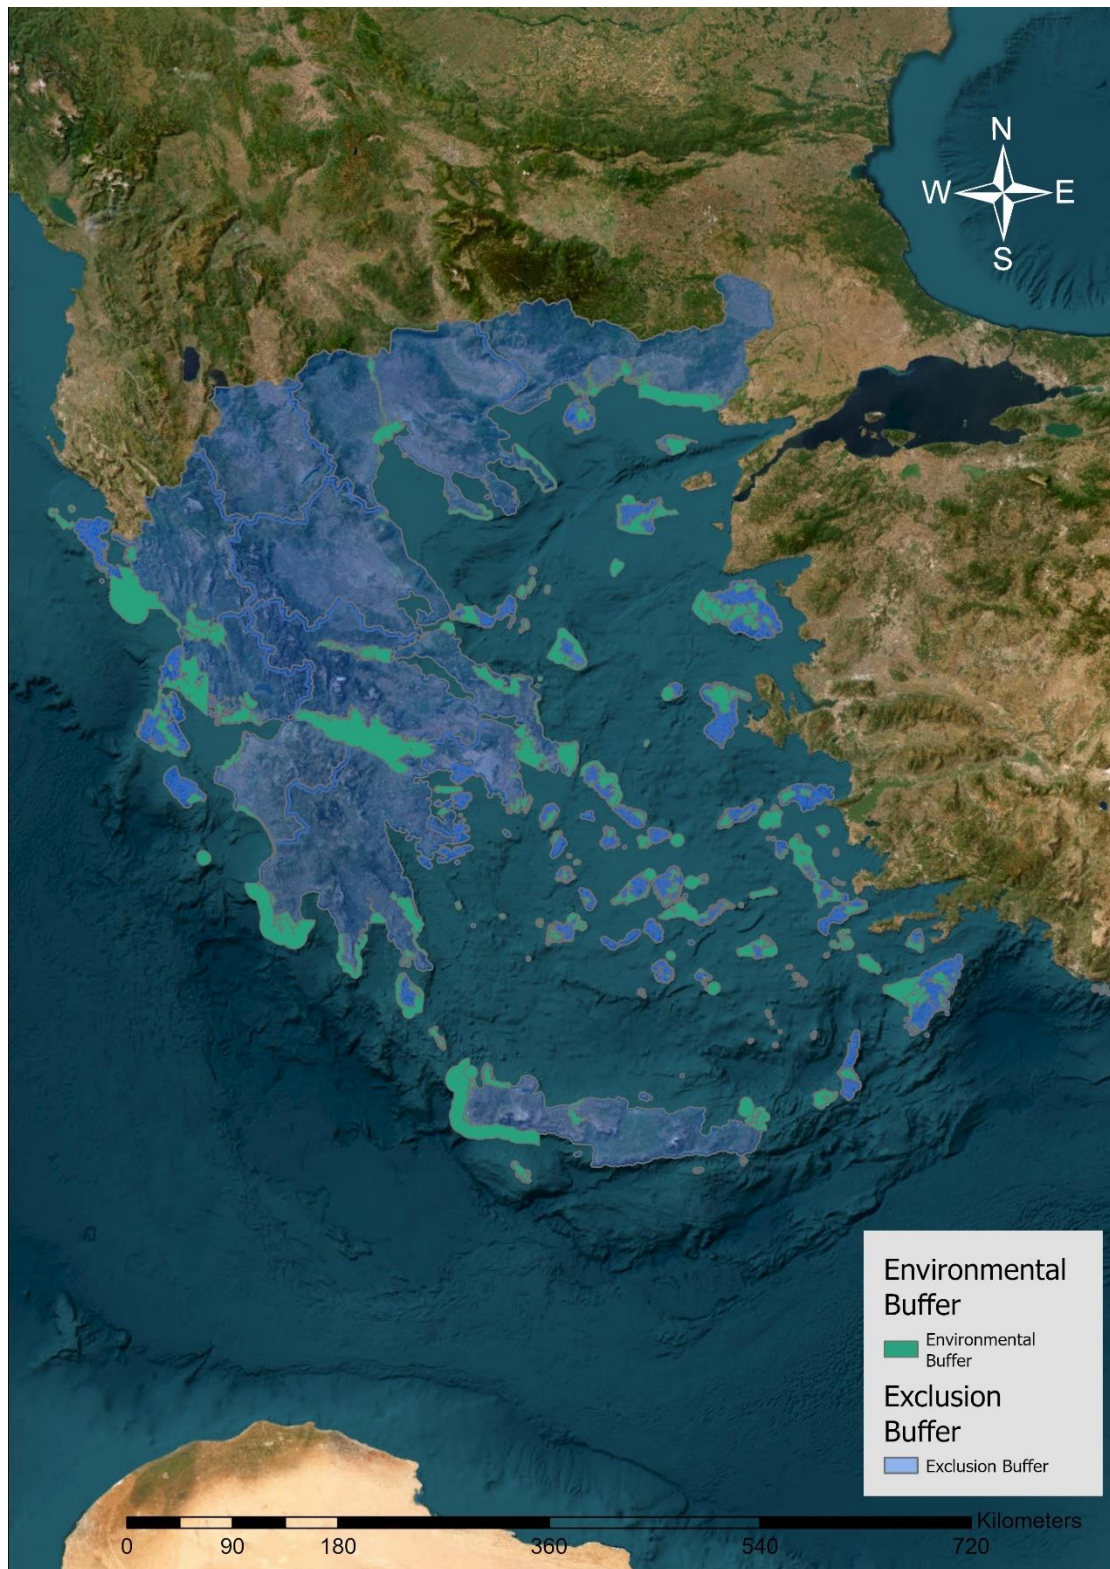 N
W E
S
Environmental
Buffer
Environmental
Buffer
Exclusion
Buffer
Exclusion Buffer
Kilometers
0 90 180 360 540 720